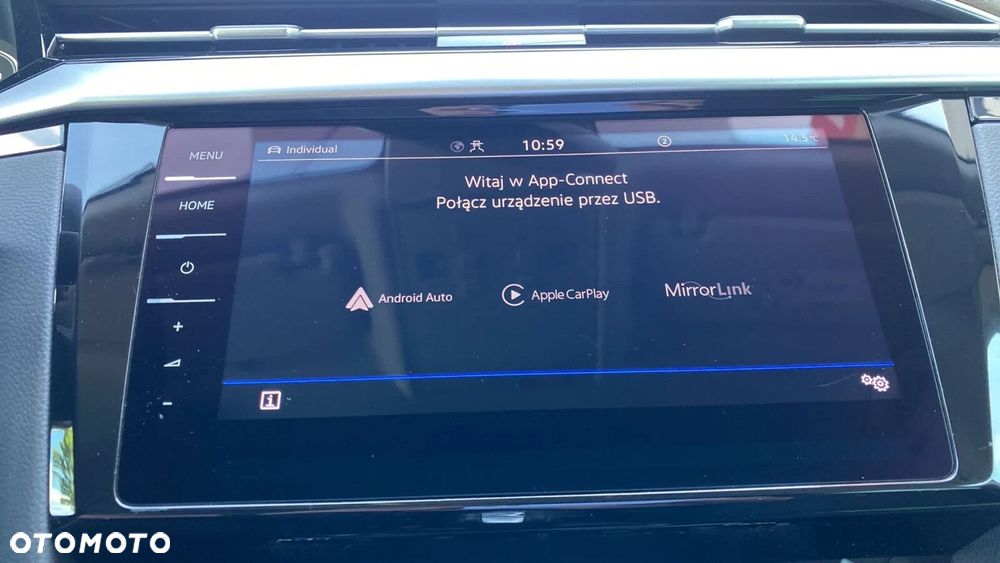 MENU
Individual
10:59
2
14.5°C
HOME
Witaj w App-Connect
Połącz urządzenie przez USB.
Android Auto
Apple CarPlay
MirrorLink
+
-
i
OTOMOTO